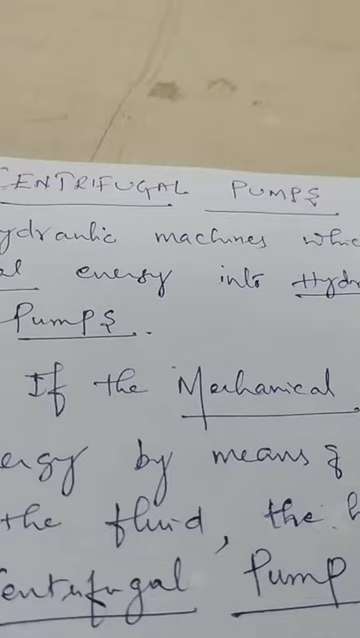 CENTRIFUGAL PUMPS
ydraulic machines whic
al energy into Hydr
Pumps..
If the Mechanical
ergy by means of
the fluid, the h
entrifugal Pump